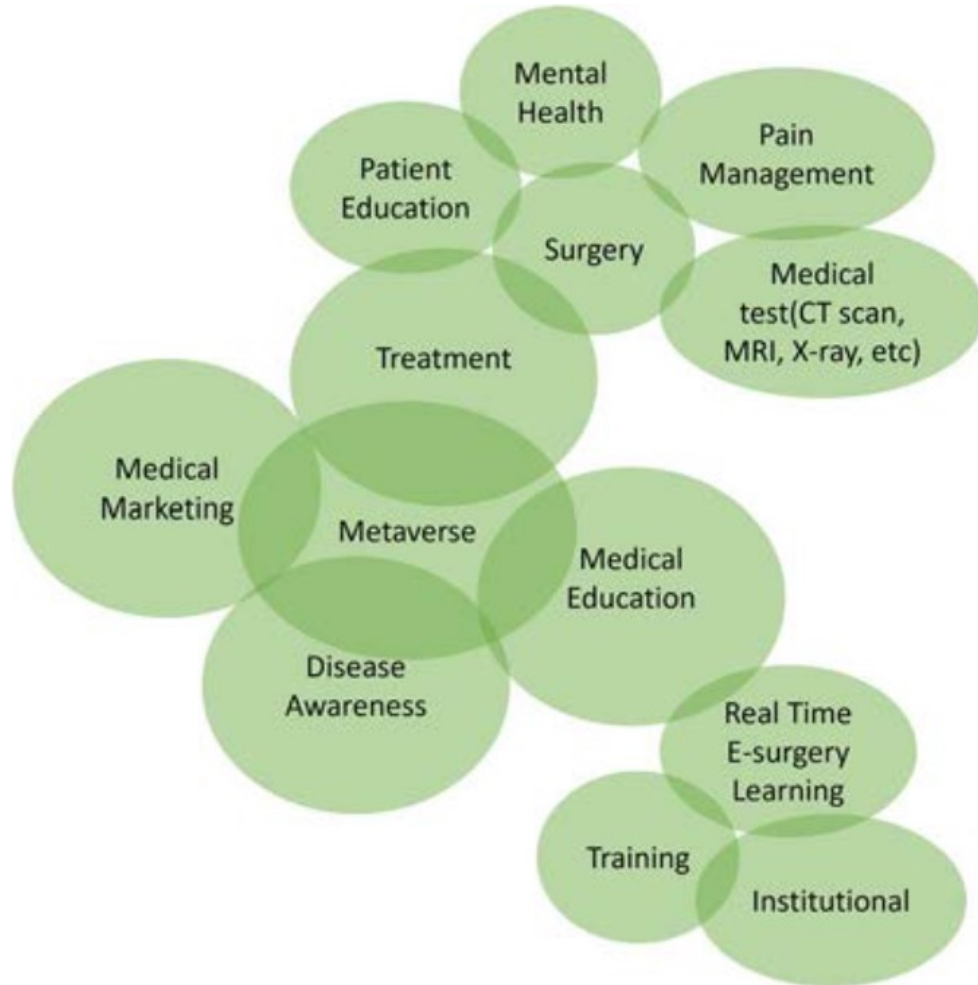 Mental
Health
Patient
Education
Pain
Management
Surgery
Medical
test(CT scan,
MRI, X-ray, etc)
Treatment
Medical
Marketing
Metaverse
Medical
Education
Disease
Awareness
Real Time
E-surgery
Learning
Training
Institutional